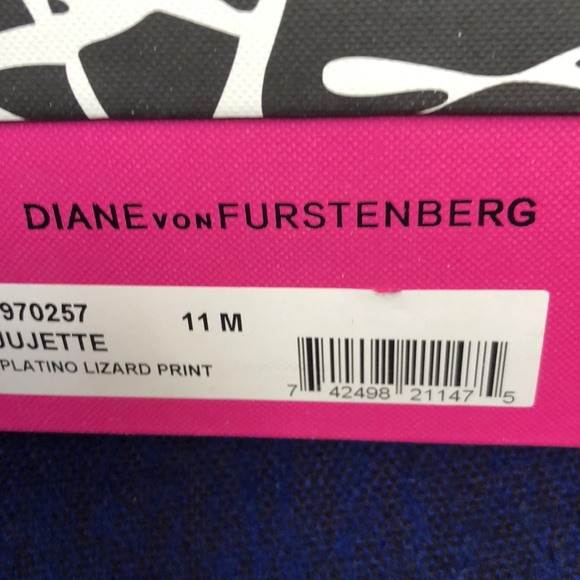 DIANE VON FURSTENBERG
970257
JUJETTE
11 M
PLATINO LIZARD PRINT
7 42498 21147 5